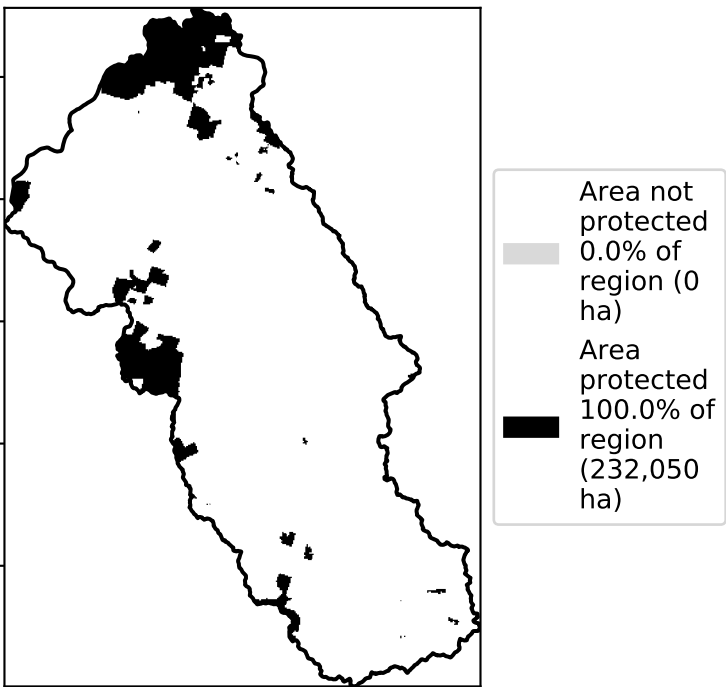 Area not
protected
0.0% of
region (0
ha)
Area
protected
100.0% of
region
(232,050
ha)